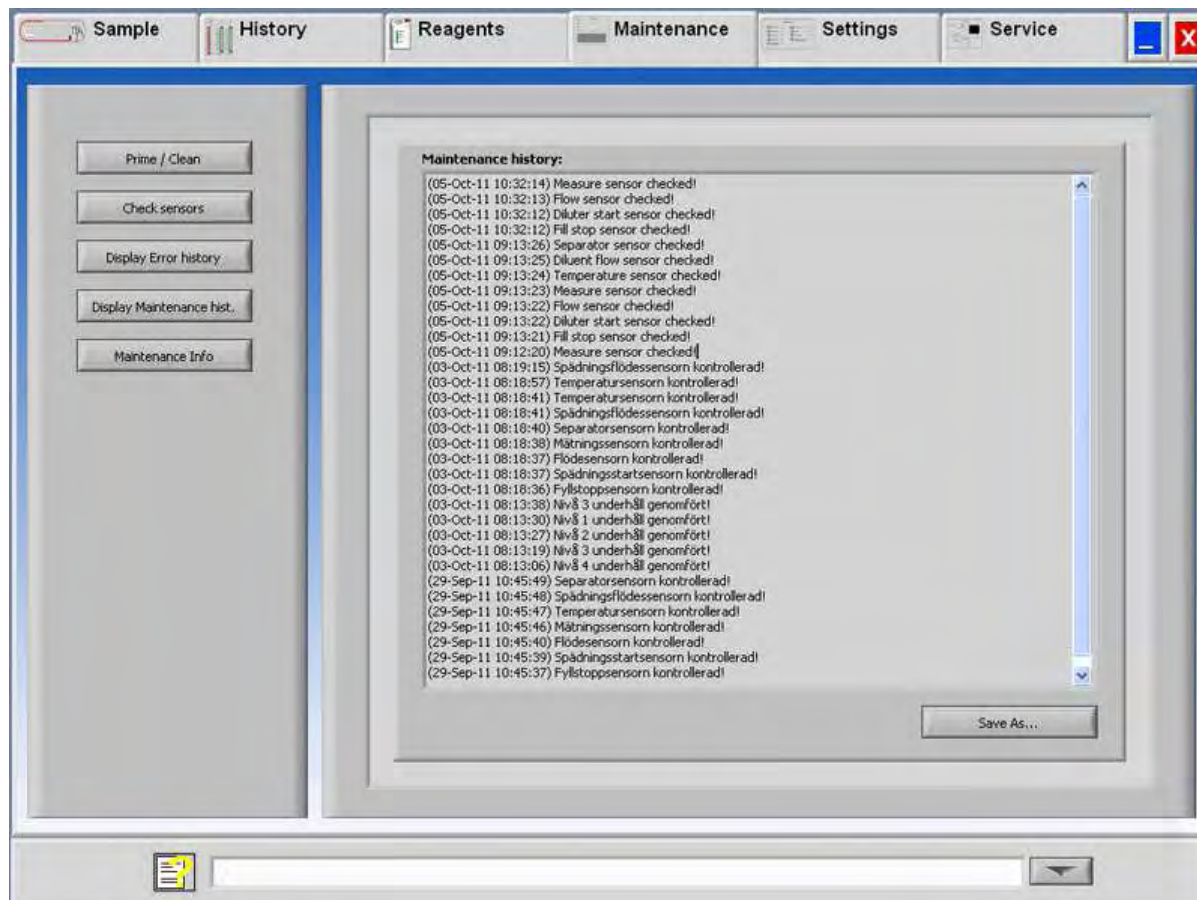 Sample
History
Reagents
Maintenance
Settings
Service
Prime / Clean
Check sensors
Display Error history
Display Maintenance hist.
Maintenance Info
Maintenance history:
(05-Oct-11 10:32:14) Measure sensor checked!
(05-Oct-11 10:32:13) Flow sensor checked!
(05-Oct-11 10:32:12) Diluter start sensor checked!
(05-Oct-11 10:32:12) Fill stop sensor checked!
(05-Oct-11 09:13:26) Separator sensor checked!
(05-Oct-11 09:13:25) Diluent flow sensor checked!
(05-Oct-11 09:13:24) Temperature sensor checked!
(05-Oct-11 09:13:23) Measure sensor checked!
(05-Oct-11 09:13:22) Flow sensor checked!
(05-Oct-11 09:13:22) Diluter start sensor checked!
(05-Oct-11 09:13:21) Fill stop sensor checked!
(05-Oct-11 09:12:20) Measure sensor checked!
(03-Oct-11 08:19:15) Spädningsflödessensorn kontrollerad!
(03-Oct-11 08:18:57) Temperatursensorn kontrollerad!
(03-Oct-11 08:18:41) Temperatursensorn kontrollerad!
(03-Oct-11 08:18:41) Spädningsflödessensorn kontrollerad!
(03-Oct-11 08:18:40) Separatorsensorn kontrollerad!
(03-Oct-11 08:18:38) Mätningssensorn kontrollerad!
(03-Oct-11 08:18:37) Flödesensorn kontrollerad!
(03-Oct-11 08:18:37) Spädningsstartsensorn kontrollerad!
(03-Oct-11 08:18:36) Fyllstoppsensorn kontrollerad!
(03-Oct-11 08:13:38) Nivå 3 underhåll genomfört!
(03-Oct-11 08:13:30) Nivå 1 underhåll genomfört!
(03-Oct-11 08:13:27) Nivå 2 underhåll genomfört!
(03-Oct-11 08:13:19) Nivå 3 underhåll genomfört!
(03-Oct-11 08:13:06) Nivå 4 underhåll genomfört!
(29-Sep-11 10:45:49) Separatorsensorn kontrollerad!
(29-Sep-11 10:45:48) Spädningsflödessensorn kontrollerad!
(29-Sep-11 10:45:47) Temperatursensorn kontrollerad!
(29-Sep-11 10:45:46) Mätningssensorn kontrollerad!
(29-Sep-11 10:45:40) Flödesensorn kontrollerad!
(29-Sep-11 10:45:39) Spädningsstartsensorn kontrollerad!
(29-Sep-11 10:45:37) Fyllstoppsensorn kontrollerad!
Save As...